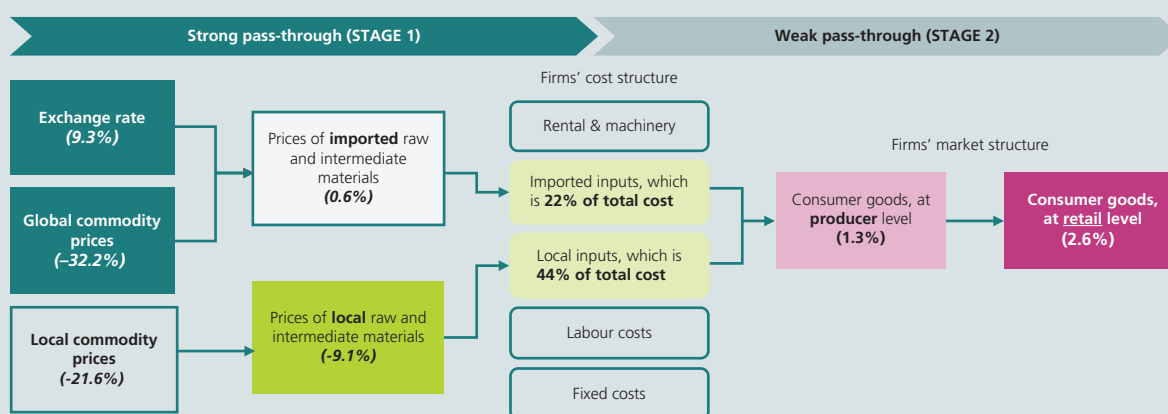 Strong pass-through (STAGE 1)
Weak pass-through (STAGE 2)
Firms' cost structure
Exchange rate
(9.3%)
Global commodity
prices
(–32.2%)
Local commodity
prices
(-21.6%)
Prices of imported raw
and intermediate
materials
(0.6%)
Prices of local raw and
intermediate materials
(-9.1%)
Rental & machinery
Imported inputs, which
is 22% of total cost
Local inputs, which is
44% of total cost
Labour costs
Fixed costs
Firms' market structure
Consumer goods, at
producer level
(1.3%)
Consumer goods,
at retail level
(2.6%)